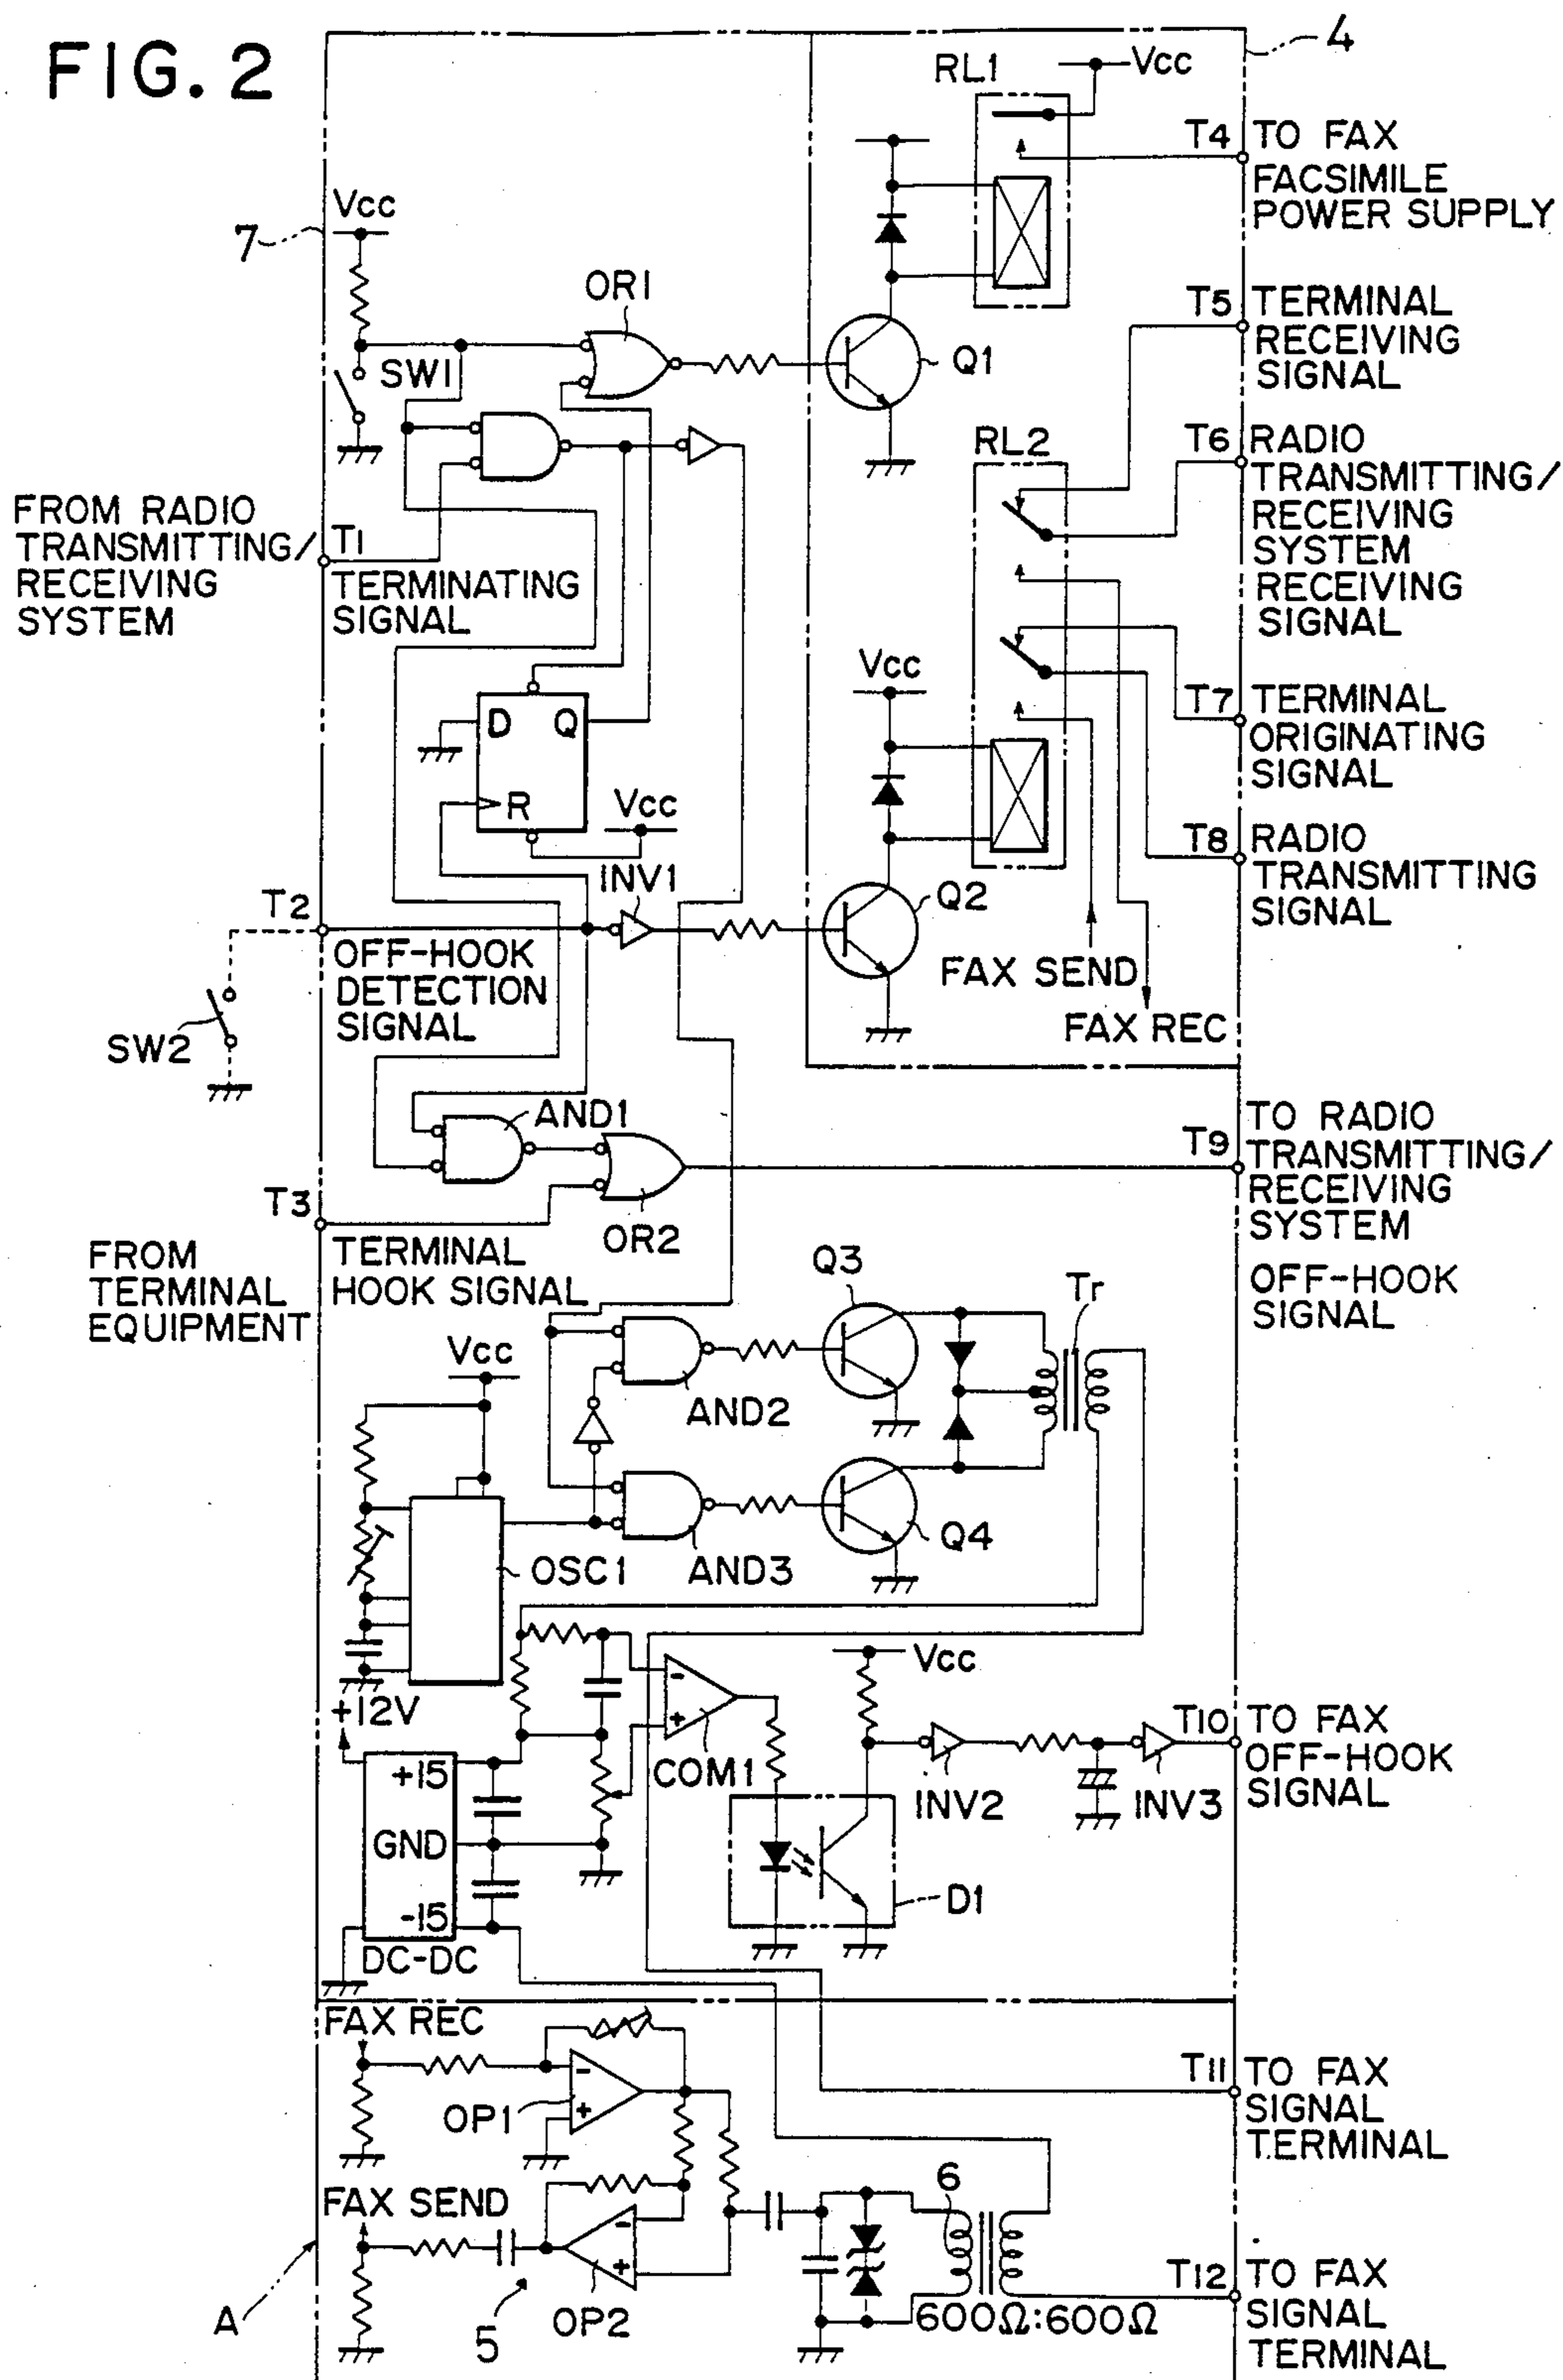 FIG. 2
4
RL1
Vcc
T4 TO FAX
FACSIMILE
POWER SUPPLY
Vcc
7
OR1
T5 TERMINAL
RECEIVING
SIGNAL
SW1
Q1
RL2
T6 RADIO
TRANSMITTING/
RECEIVING
SYSTEM
RECEIVING
SIGNAL
FROM RADIO
TRANSMITTING/
RECEIVING
SYSTEM
T1
TERMINATING
SIGNAL
Vcc
T7 TERMINAL
ORIGINATING
SIGNAL
D Q
R
Vcc
T8 RADIO
TRANSMITTING
SIGNAL
INV1
T2
Q2
OFF-HOOK
DETECTION
SIGNAL
FAX SEND
FAX REC
SW2
AND1
T9
TO RADIO
TRANSMITTING/
RECEIVING
SYSTEM
OFF-HOOK
SIGNAL
T3
OR2
FROM
TERMINAL
EQUIPMENT
TERMINAL
HOOK SIGNAL
Q3
Tr
Vcc
AND2
Q4
OSC1
AND3
Vcc
+12V
-
+
COM1
T10 TO FAX
OFF-HOOK
SIGNAL
INV2
INV3
+15
GND
-15
DC-DC
D1
FAX REC
-
+
OP1
T11 TO FAX
SIGNAL
TERMINAL
6
FAX SEND
-
+
T12 TO FAX
SIGNAL
TERMINAL
A
5
OP2
600Ω:600Ω